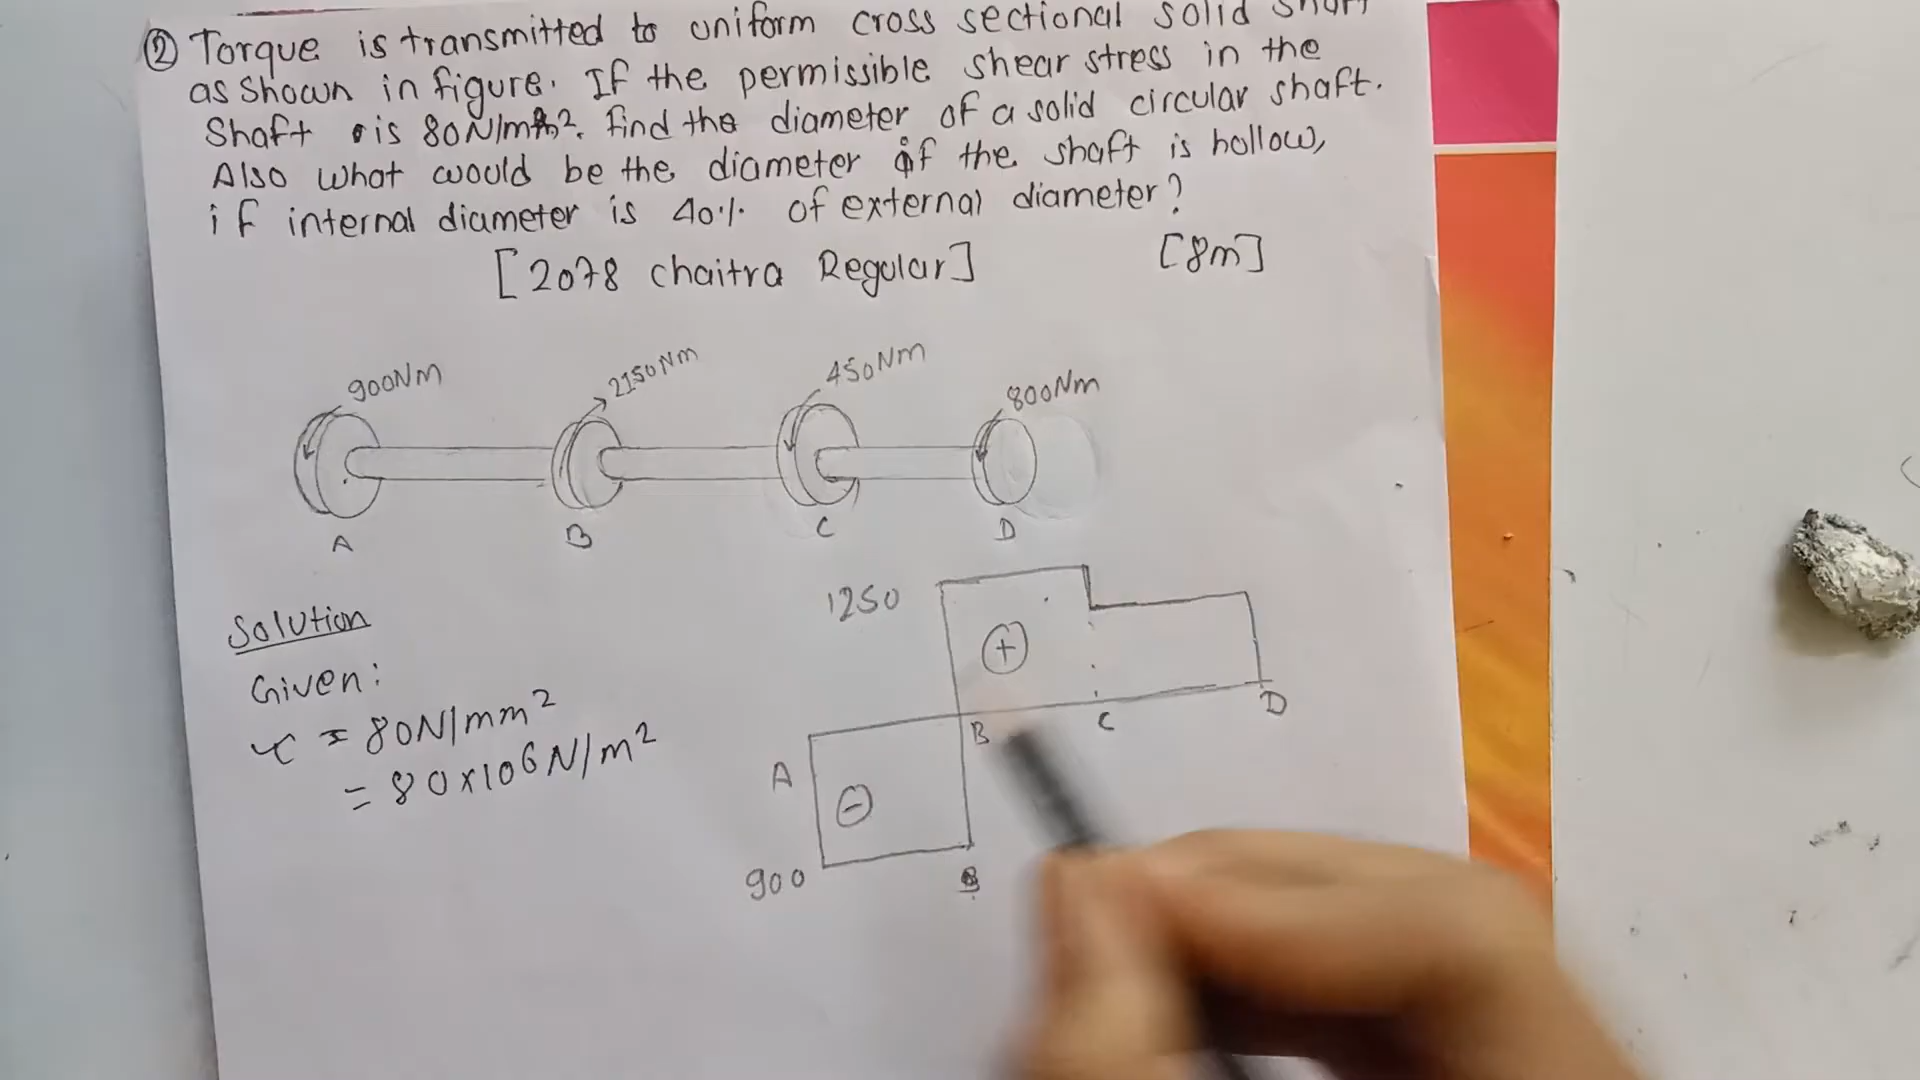 ② Torque is transmitted to uniform cross sectional solid shaft
as shown in figure. If the permissible shear stress in the
Shaft is 80N/mm². find the diameter of a solid circular shaft.
Also what would be the diameter if the shaft is hollow,
if internal diameter is 40% of external diameter?
[2078 chaitra Regular] [8m]
900Nm 2150Nm 450Nm 800Nm
A B C D
Solution
Given:
τ = 80N/mm²
= 80x106N/m²
1250
+
B C D
A
-
900 B